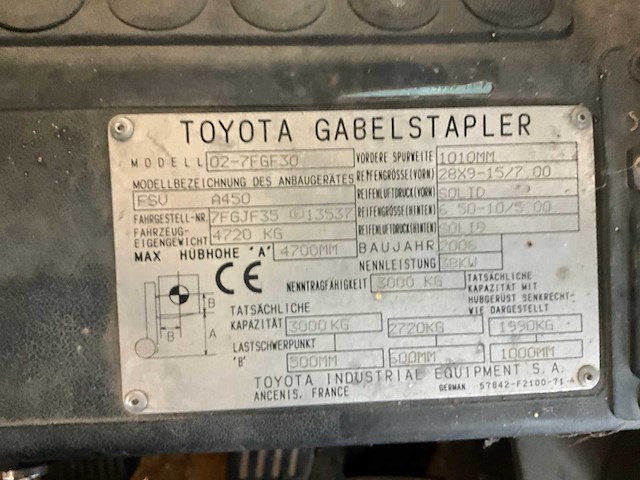 TOYOTA GABELSTAPLER
MODELL 02-7FGF30 VORDERE SPURWEITE 1010MM
MODELLBEZEICHNUNG DES ANBAUGERÄTES REIFENGRÖSSE(VORN) 28X9-15/7.00
FSV A450 REIFENLUFTDRUCK(VORN) SOLID
FAHRGESTELL-NR. 7FGJF35 13537 REIFENGRÖSSE(HINTEN) 6.50-10/5.00
FAHRZEUG-EIGENGEWICHT 4720 KG REIFENLUFTDRUCK(HINTEN) SOLID
MAX HUBHÖHE "A" 4700MM BAUJAHR 2006
NENNLEISTUNG 38KW
CE NENNTRAGFÄHIGKEIT 3000 KG TATSÄCHLICHE
KAPAZITÄT MIT
HUBGERÜST SENKRECHT-
WIE DARGESTELLT
B
B
A
TATSÄCHLICHE
KAPAZITÄT 3000KG 2720KG 1990KG
LASTSCHWERPUNKT
"B" 500MM 600MM 1000MM
TOYOTA INDUSTRIAL EQUIPMENT S.A.
ANCENIS, FRANCE GERMAN 57842-F2100-71